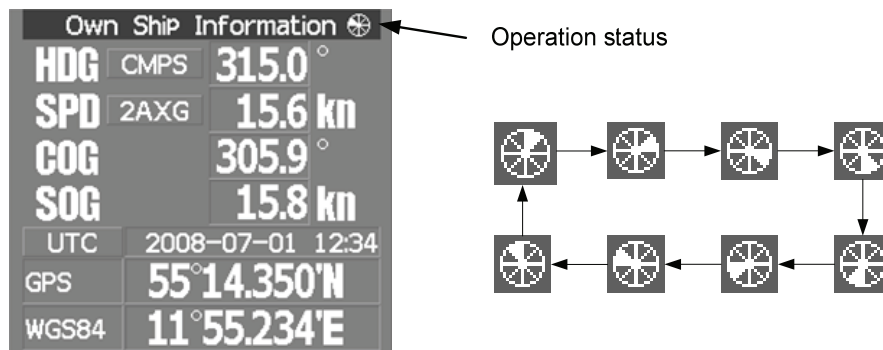 Own Ship Information
Operation status
HDG CMPS 315.0°
SPD 2AXG 15.6 kn
COG 305.9°
SOG 15.8 kn
UTC 2008-07-01 12:34
GPS 55°14.350'N
WGS84 11°55.234'E